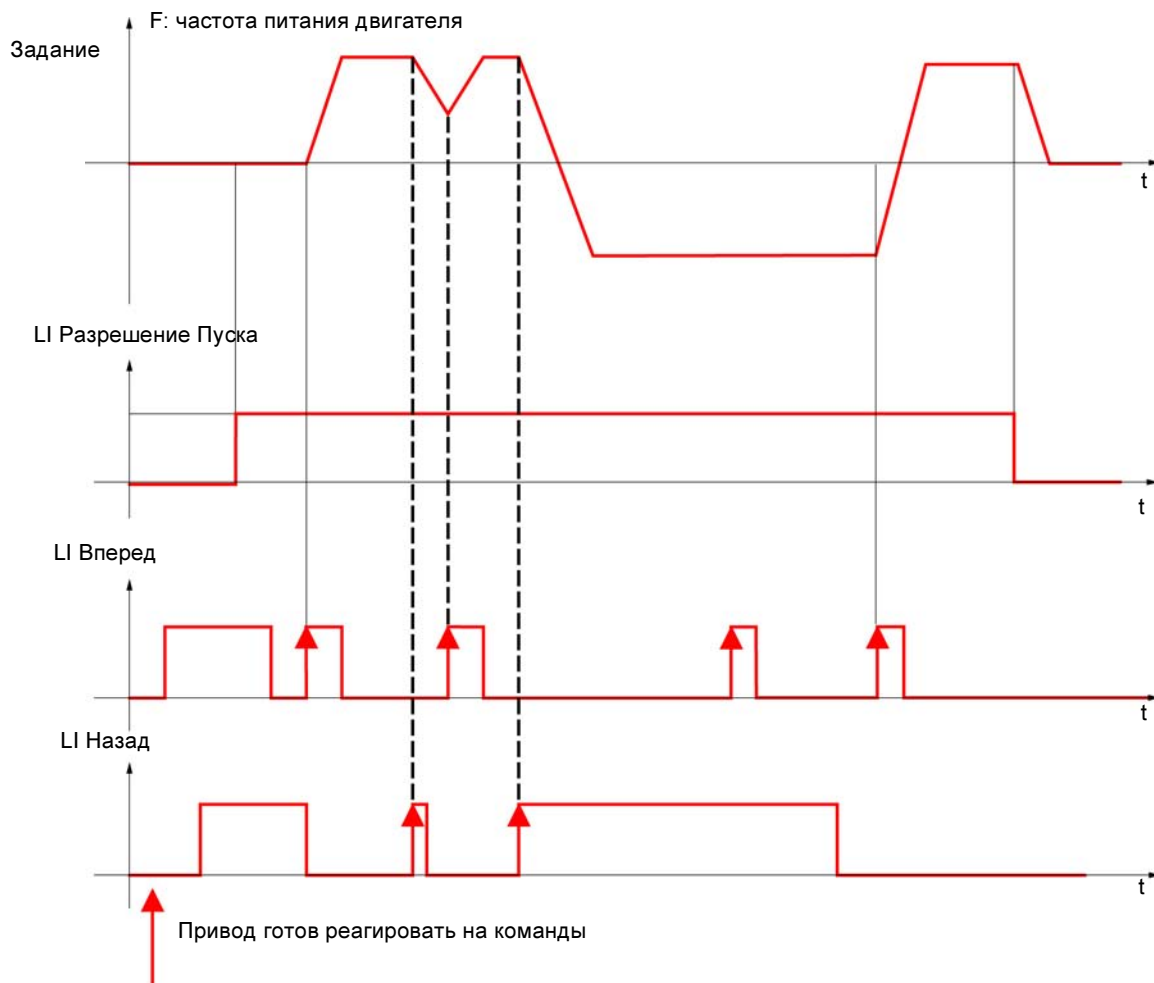 F: частота питания двигателя
Задание
t
LI Разрешение Пуска
t
LI Вперед
t
LI Назад
t
Привод готов реагировать на команды